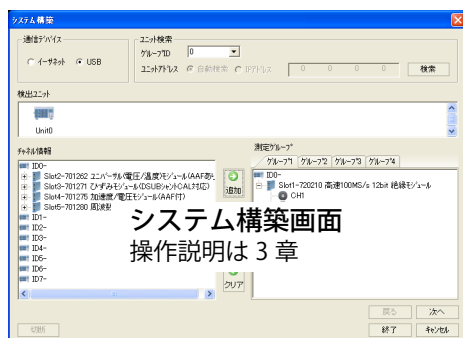 システム構築
通信デバイス
イーサネット USB
ユニット検索
グループID 0
ユニットアドレス 自動検索 IPアドレス 0 0 0 0 検索
検出ユニット
Unit0
チャネル情報
ID0-
Slot2-701262 ユニバーサル(電圧/温度)モジュール(AAFあり,
Slot3-701271 ひずみモジュール(DSUBシャントCAL対応)
Slot4-701275 加速度/電圧モジュール(AAF付)
Slot5-701280 周波数
ID1-
ID2-
ID3-
ID4-
ID5-
ID6-
ID7-
追加
クリア
測定グループ
グループ1 グループ2 グループ3 グループ4
ID0-
Slot1-720210 高速100MS/s 12bit 絶縁モジュール
CH1
システム構築画面
操作説明は 3 章
戻る 次へ
切断 終了 キャンセル